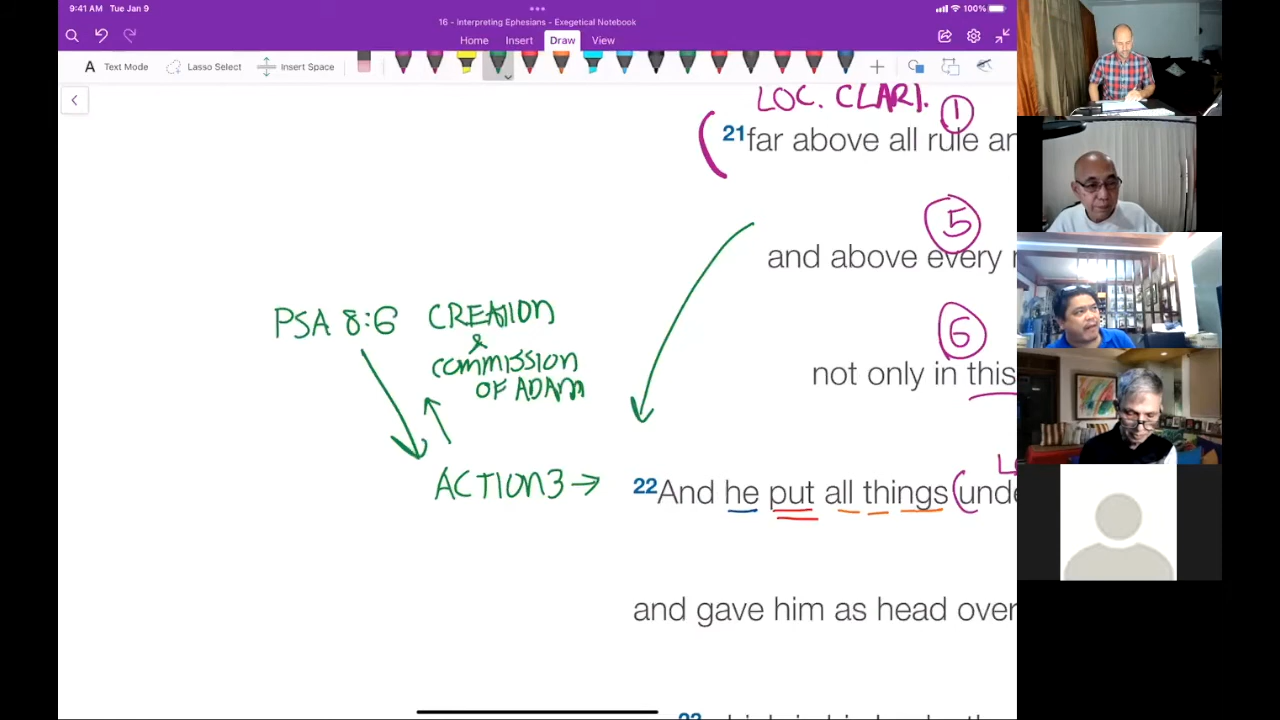 9:41 AM Tue Jan 9
100%
16 - Interpreting Ephesians - Exegetical Notebook
Home Insert Draw View
A Text Mode Lasso Select Insert Space
LOC. CLARI. 1
21 far above all rule an
5
and above every
6
PSA 8:6 CREATION
&
COMMISSION
OF ADAM
not only in this
ACTION 3 → 22 And he put all things (unde
and gave him as head over